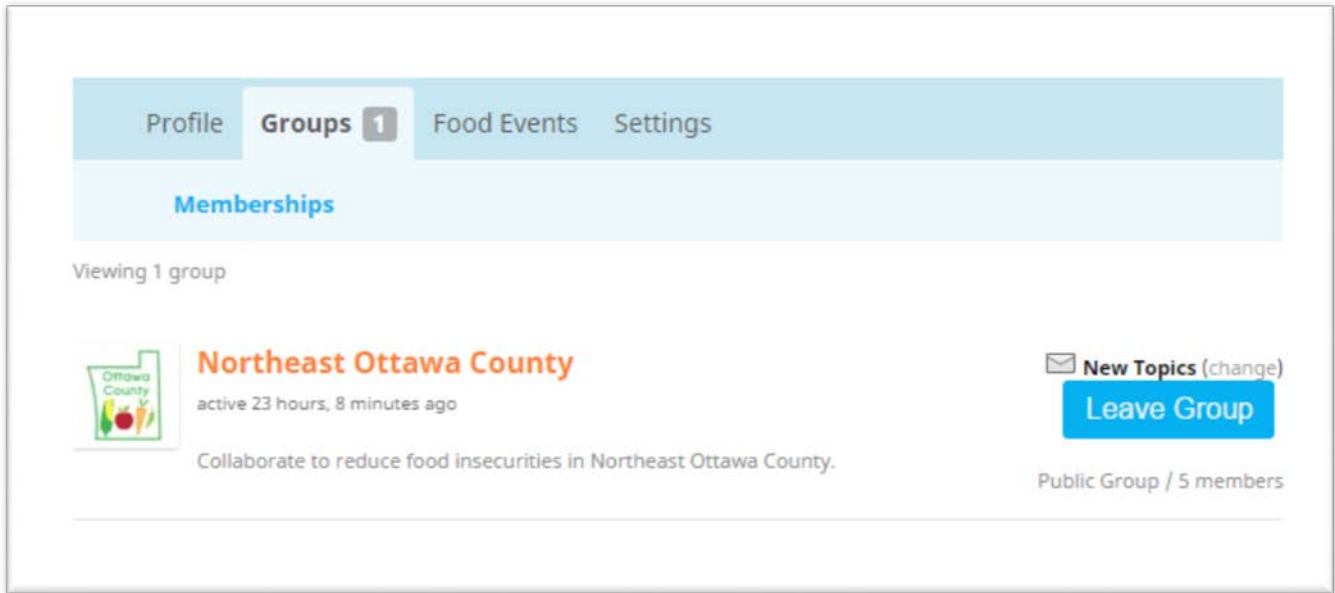 Profile Groups 1 Food Events Settings
Memberships
Viewing 1 group
Ottawa
County
Northeast Ottawa County
active 23 hours, 8 minutes ago
Collaborate to reduce food insecurities in Northeast Ottawa County.
New Topics (change)
Leave Group
Public Group / 5 members